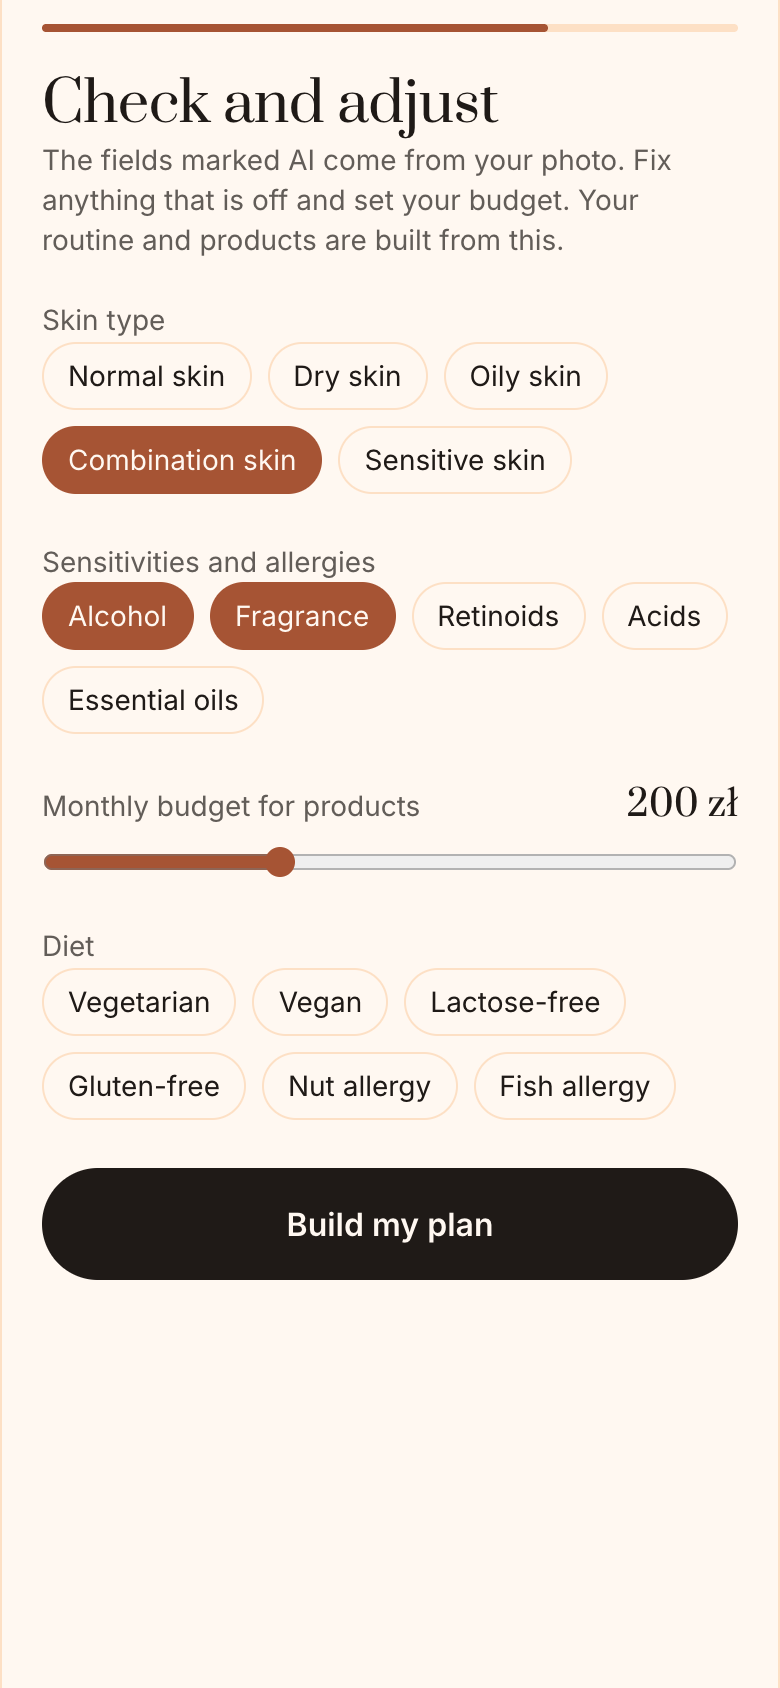 Check and adjust
The fields marked AI come from your photo. Fix
anything that is off and set your budget. Your
routine and products are built from this.
Skin type
Normal skin Dry skin Oily skin
Combination skin Sensitive skin
Sensitivities and allergies
Alcohol Fragrance Retinoids Acids
Essential oils
Monthly budget for products 200 zł
Diet
Vegetarian Vegan Lactose-free
Gluten-free Nut allergy Fish allergy
Build my plan